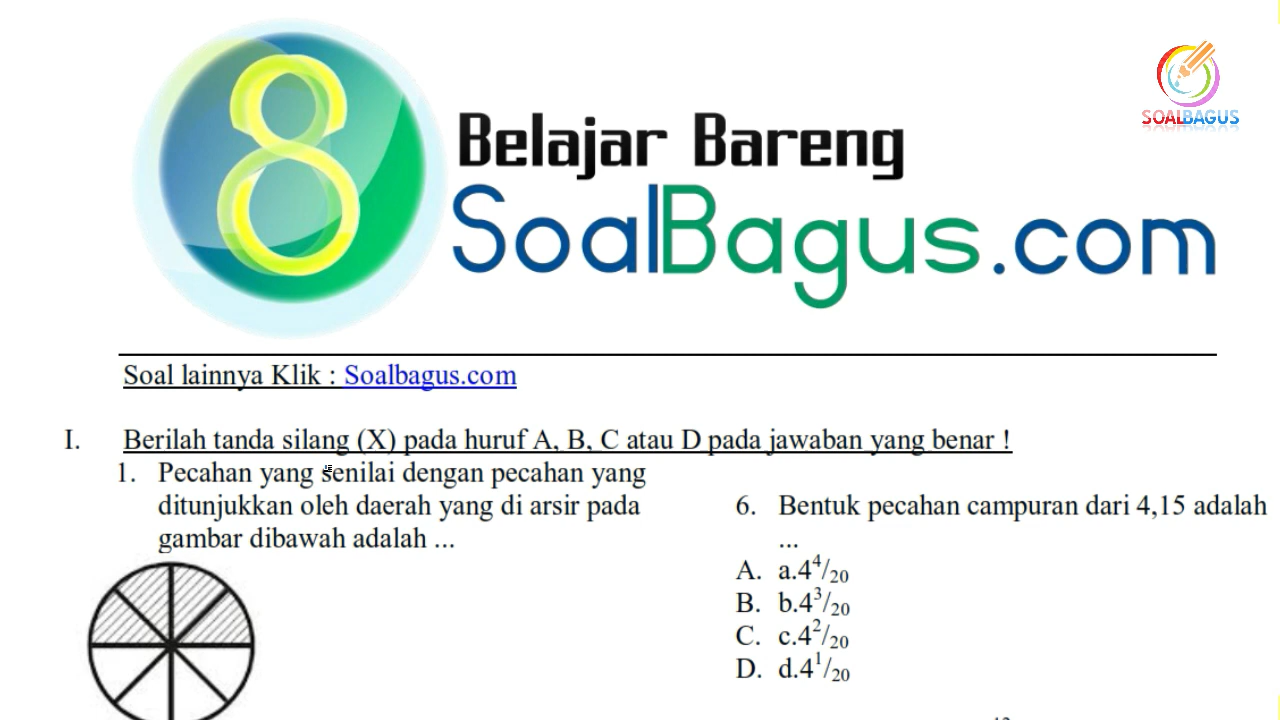 8
Belajar Bareng
SoalBagus.com
SOALBAGUS
Soal lainnya Klik : Soalbagus.com
I. Berilah tanda silang (X) pada huruf A, B, C atau D pada jawaban yang benar !
1. Pecahan yang senilai dengan pecahan yang
ditunjukkan oleh daerah yang di arsir pada
gambar dibawah adalah ...
6. Bentuk pecahan campuran dari 4,15 adalah
...
A. a.4⁴/₂₀
B. b.4³/₂₀
C. c.4²/₂₀
D. d.4¹/₂₀